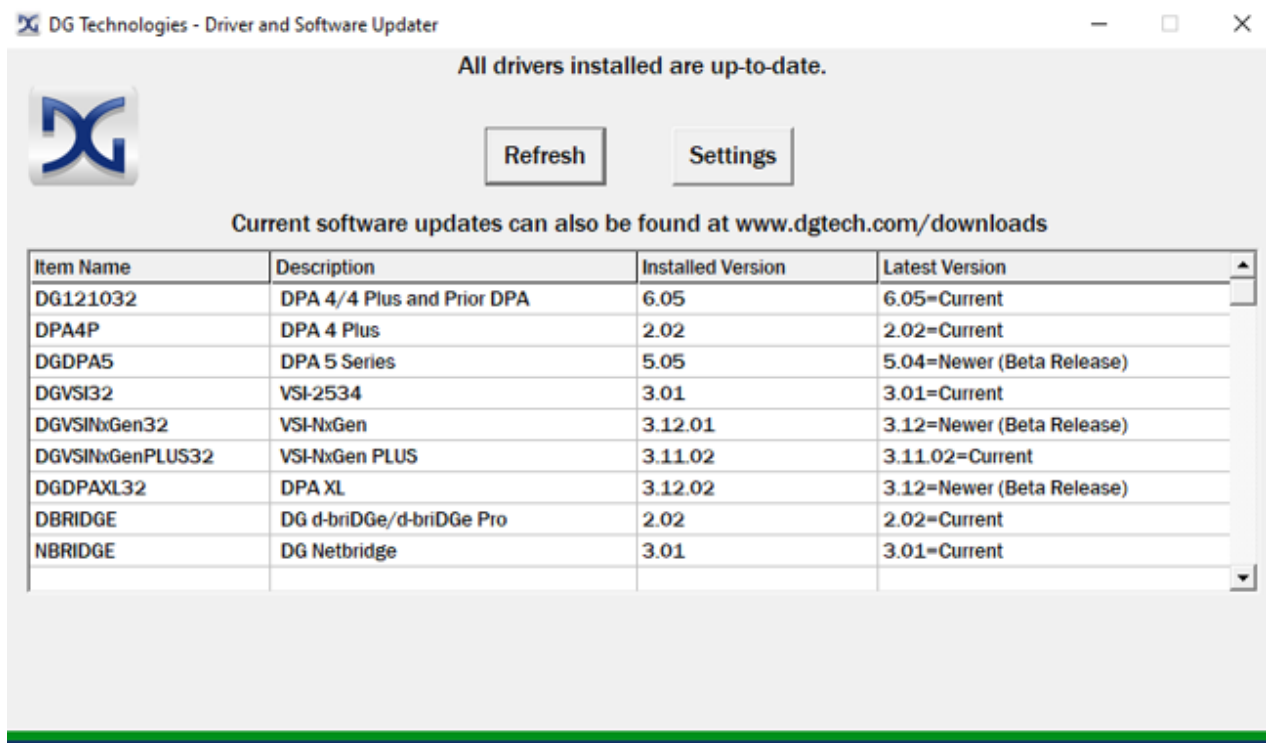 DG Technologies - Driver and Software Updater
All drivers installed are up-to-date.
DG
Refresh Settings
Current software updates can also be found at www.dgtech.com/downloads
Item Name Description Installed Version Latest Version
DG121032 DPA 4/4 Plus and Prior DPA 6.05 6.05=Current
DPA4P DPA 4 Plus 2.02 2.02=Current
DGDPA5 DPA 5 Series 5.05 5.04=Newer (Beta Release)
DGVSI32 VSI-2534 3.01 3.01=Current
DGVSINxGen32 VSI-NxGen 3.12.01 3.12=Newer (Beta Release)
DGVSINxGenPLUS32 VSI-NxGen PLUS 3.11.02 3.11.02=Current
DGDPAXL32 DPA XL 3.12.02 3.12=Newer (Beta Release)
DBRIDGE DG d-briDGe/d-briDGe Pro 2.02 2.02=Current
NBRIDGE DG Netbridge 3.01 3.01=Current